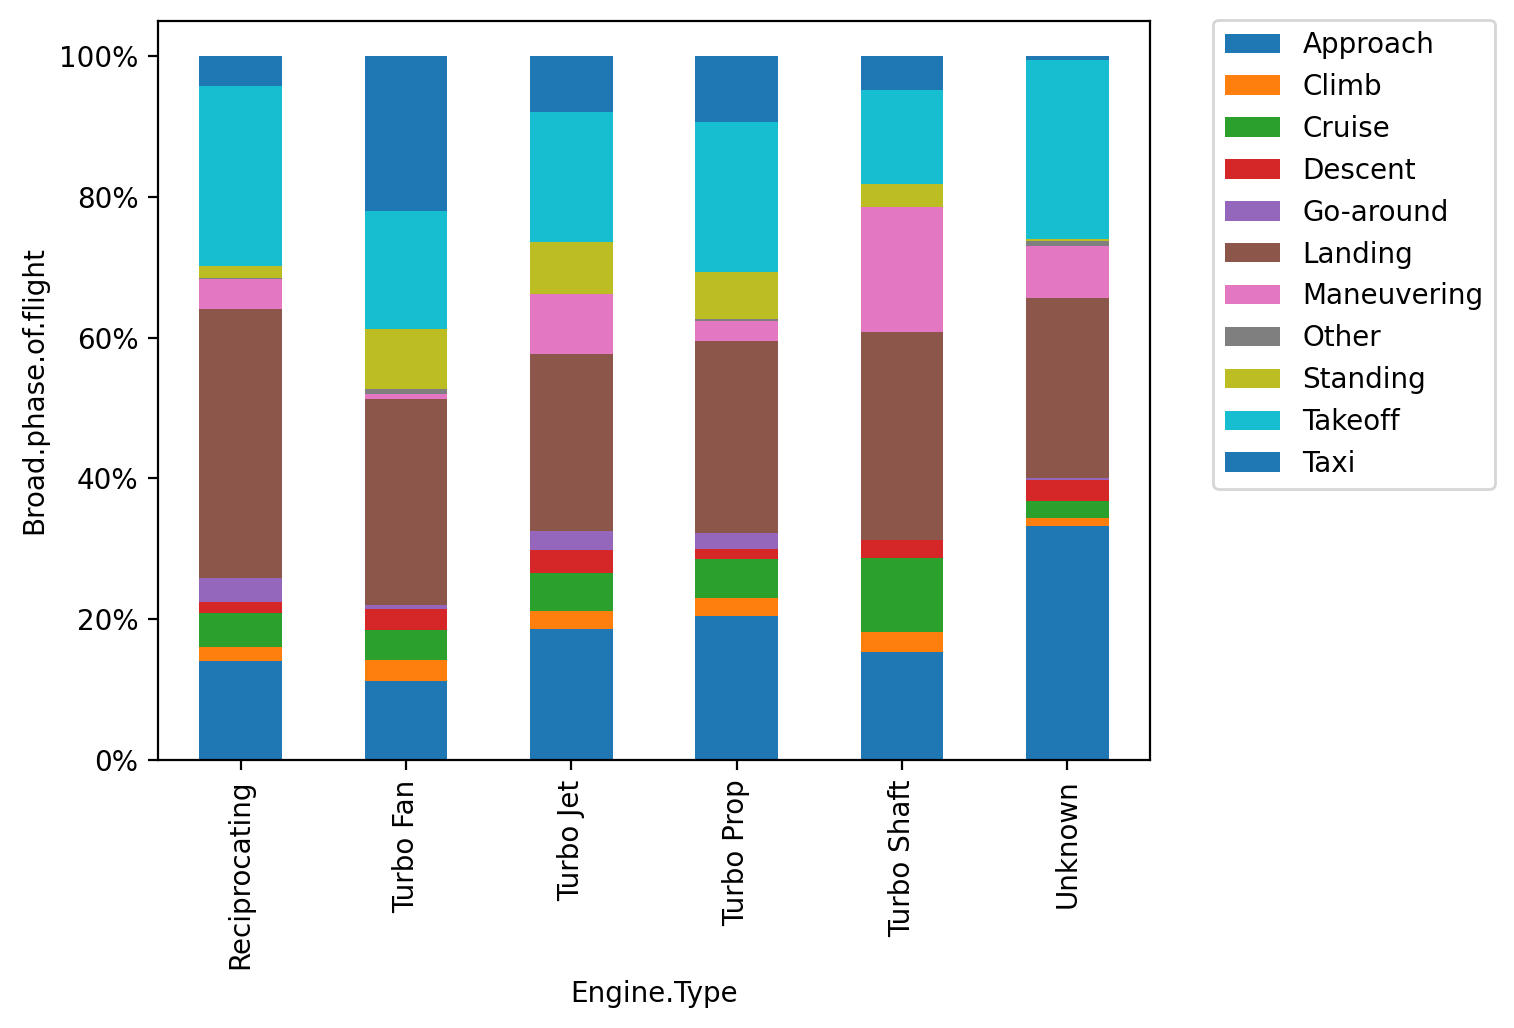 100%
80%
60%
40%
20%
0%
Broad.phase.of.flight
Reciprocating
Turbo Fan
Turbo Jet
Turbo Prop
Turbo Shaft
Unknown
Engine.Type
Approach
Climb
Cruise
Descent
Go-around
Landing
Maneuvering
Other
Standing
Takeoff
Taxi